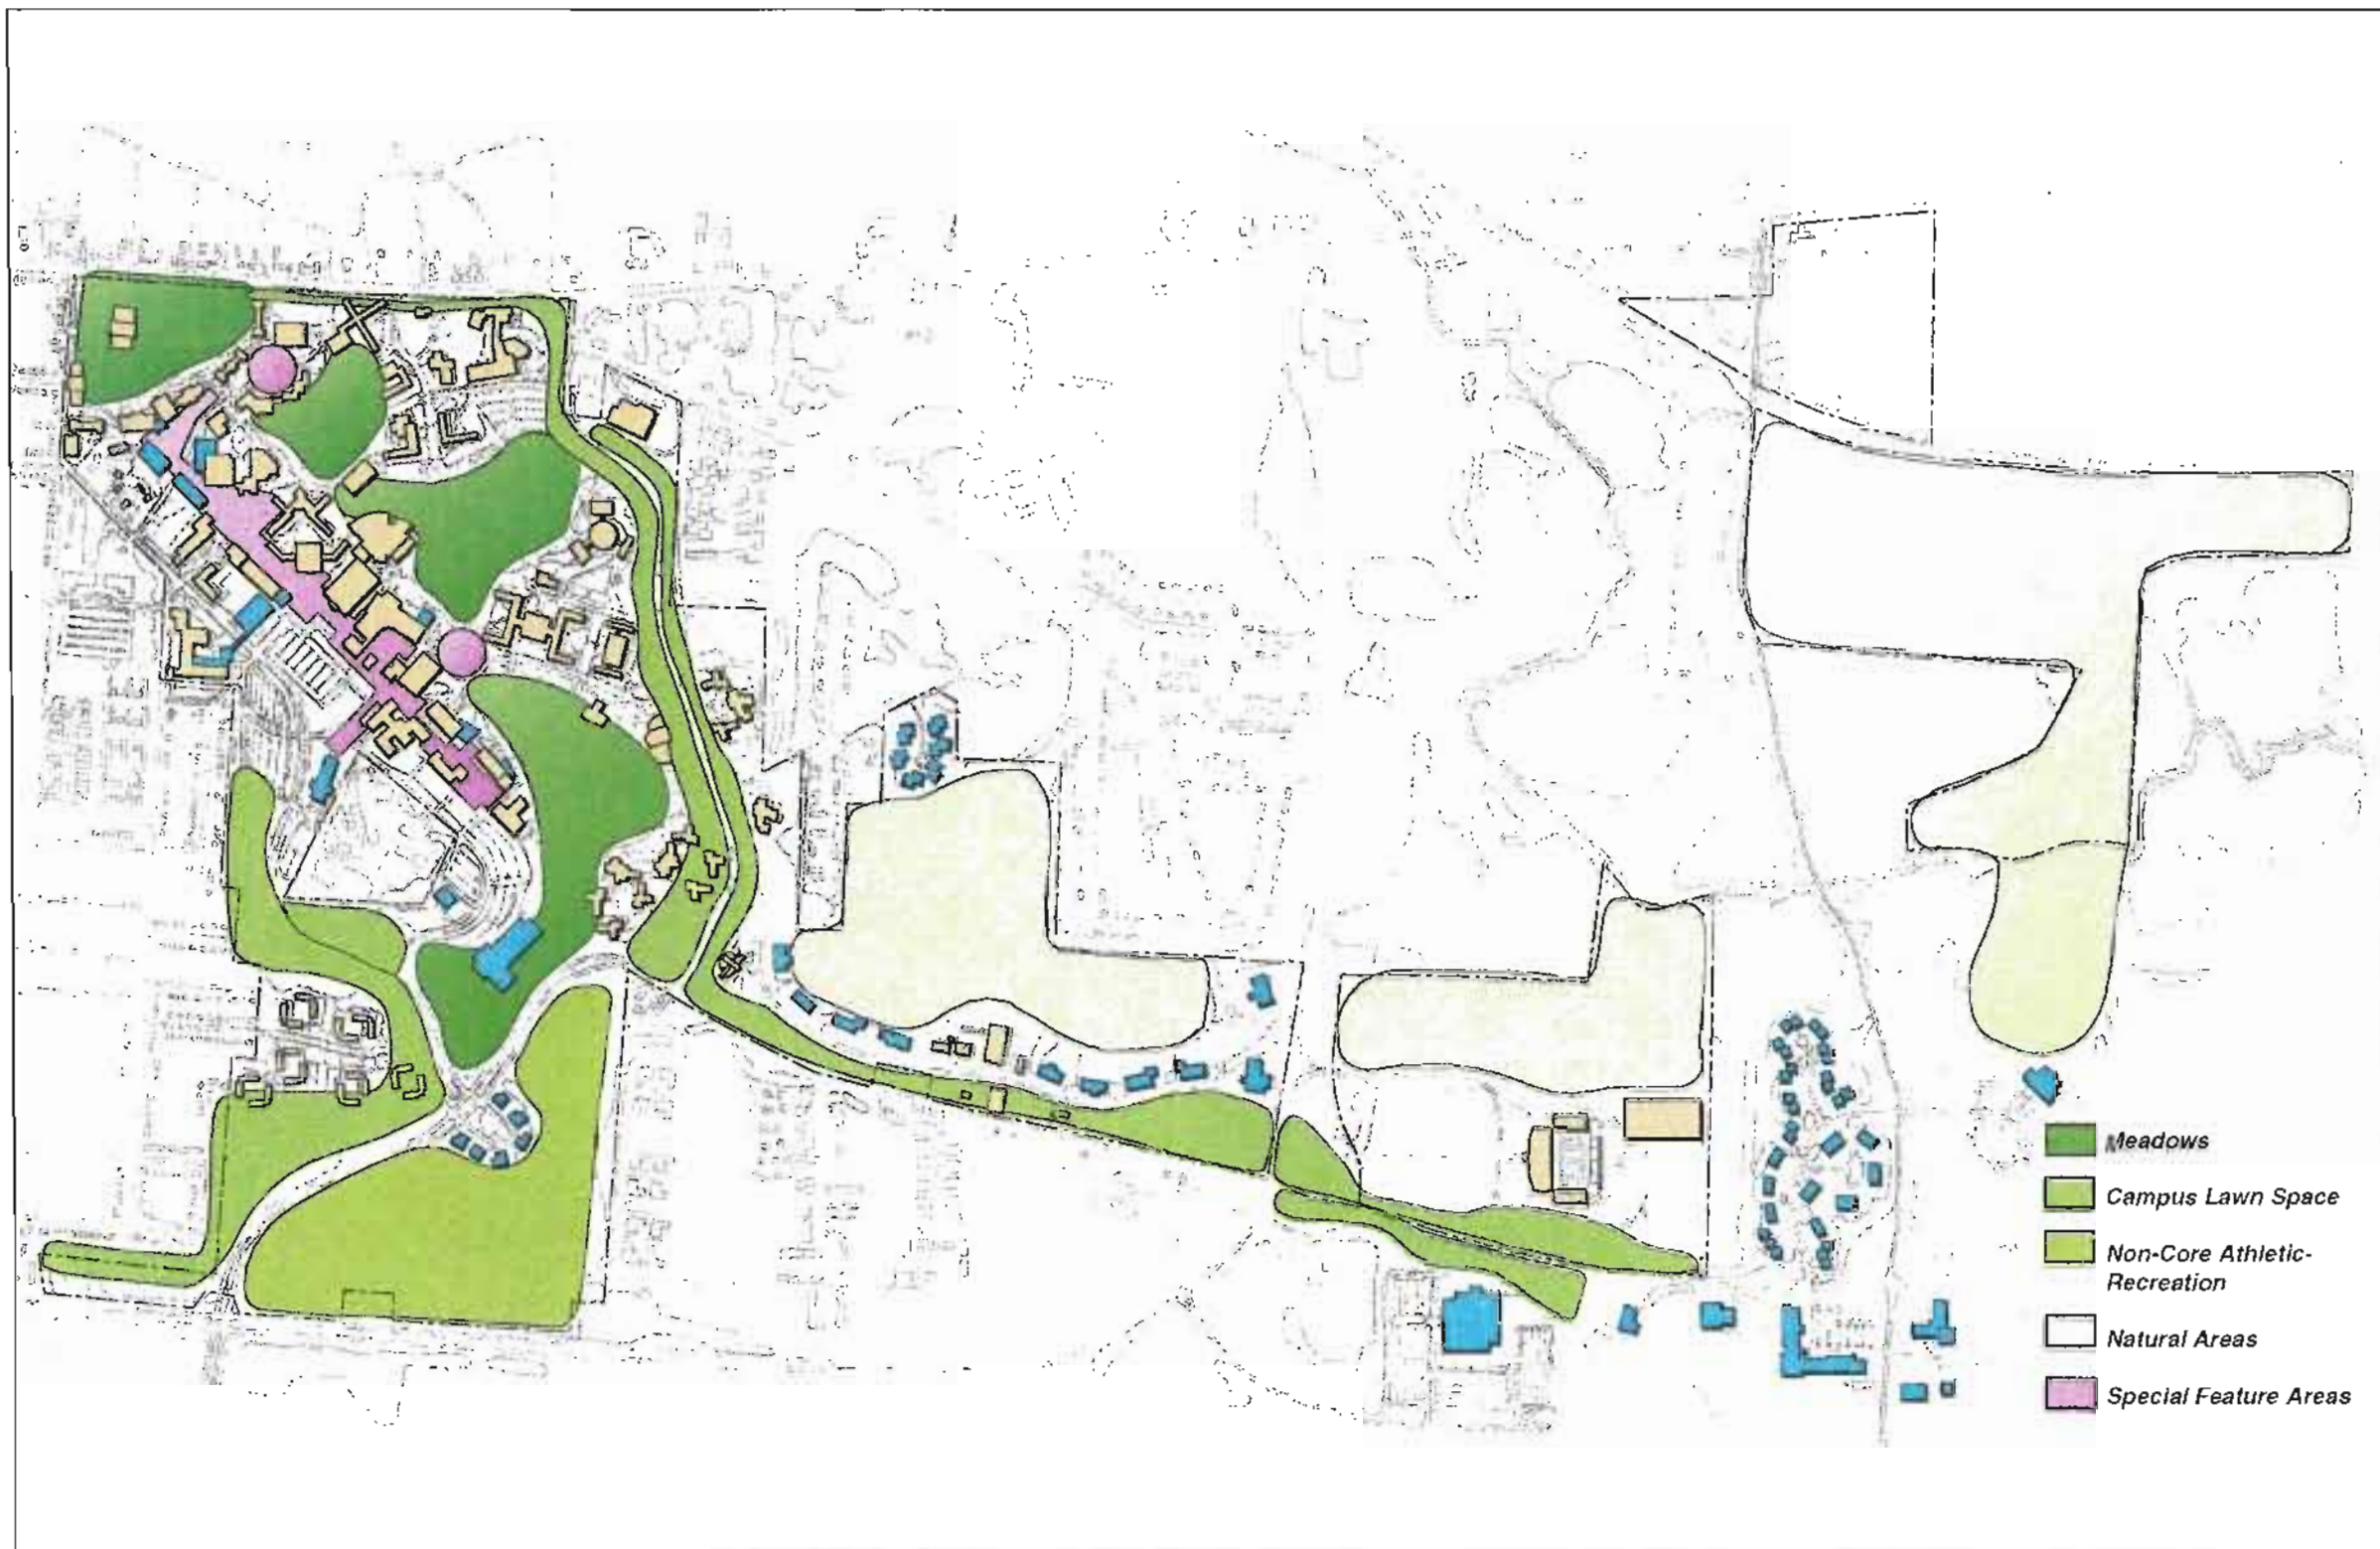 Meadows
Campus Lawn Space
Non-Core Athletic-
Recreation
Natural Areas
Special Feature Areas